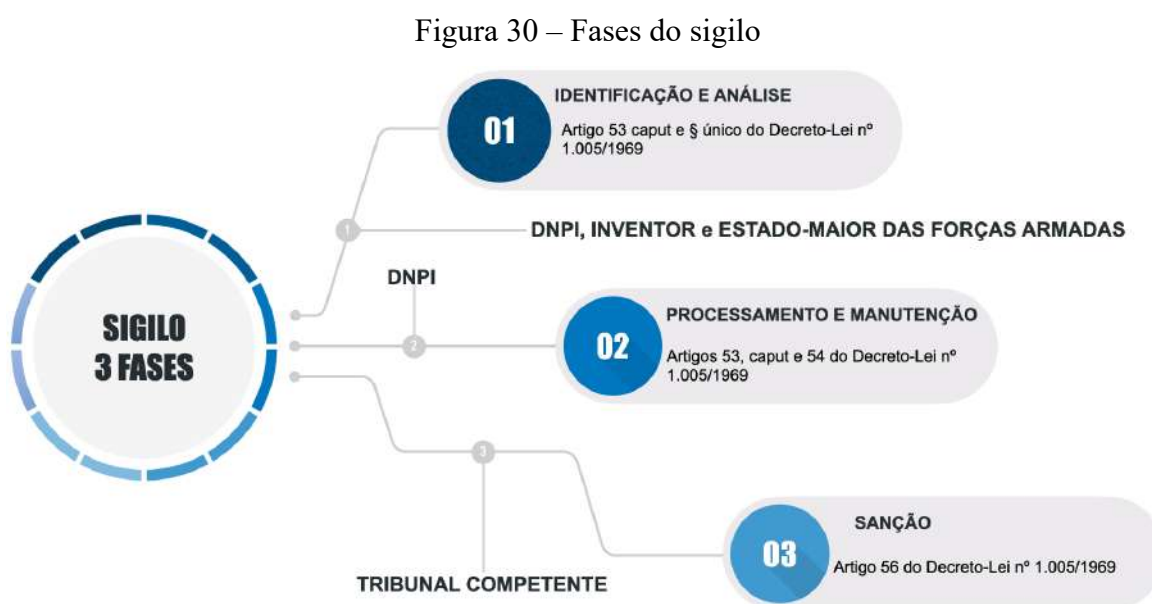 Figura 30 – Fases do sigilo
01
IDENTIFICAÇÃO E ANÁLISE
Artigo 53 caput e § único do Decreto-Lei nº
1.005/1969
1
DNPI, INVENTOR e ESTADO-MAIOR DAS FORÇAS ARMADAS
DNPI
SIGILO
3 FASES
2
02
PROCESSAMENTO E MANUTENÇÃO
Artigos 53, caput e 54 do Decreto-Lei nº
1.005/1969
3
TRIBUNAL COMPETENTE
03
SANÇÃO
Artigo 56 do Decreto-Lei nº 1.005/1969